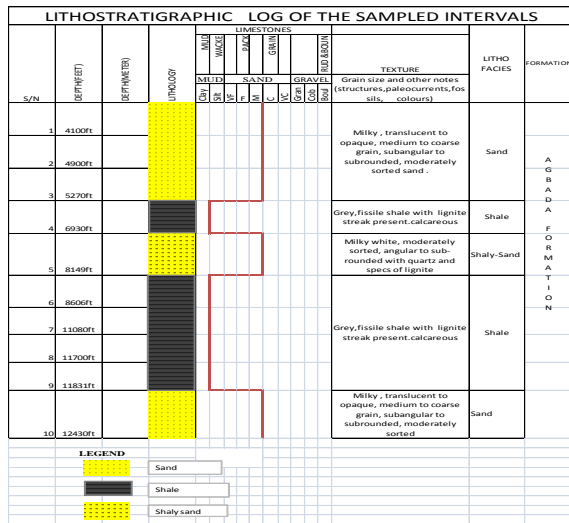 LITHOSTRATIGRAPHIC LOG OF THE SAMPLED INTERVALS
LIMESTONES
MUD
WACKE
PACK
GRAIN
RUD &BOUN
S/N
DEPTH(FEET)
DEPTH(METER)
LITHOLOGY
MUD
SAND
GRAVEL
Clay
Silt
VF
F
M
C
VC
Gran
Cob
Boul
TEXTURE
Grain size and other notes
(structures,paleocurrents,fos
sils, colours)
LITHO
FACIES
FORMATION
1 4100ft
2 4900ft
3 5270ft
4 6930ft
5 8149ft
6 8606ft
7 11080ft
8 11700ft
9 11831ft
10 12430ft
Milky , translucent to
opaque, medium to coarse
grain, subangular to
subrounded, moderately
sorted sand .
Sand
Grey,fissile shale with lignite
streak present.calcareous
Shale
Milky white, moderately
sorted, angular to sub-
rounded with quartz and
specs of lignite
Shaly-Sand
Grey,fissile shale with lignite
streak present.calcareous
Shale
Milky , translucent to
opaque, medium to coarse
grain, subangular to
subrounded, moderately
sorted
Sand
AGBADA FORMATION
LEGEND
Sand
Shale
Shaly sand